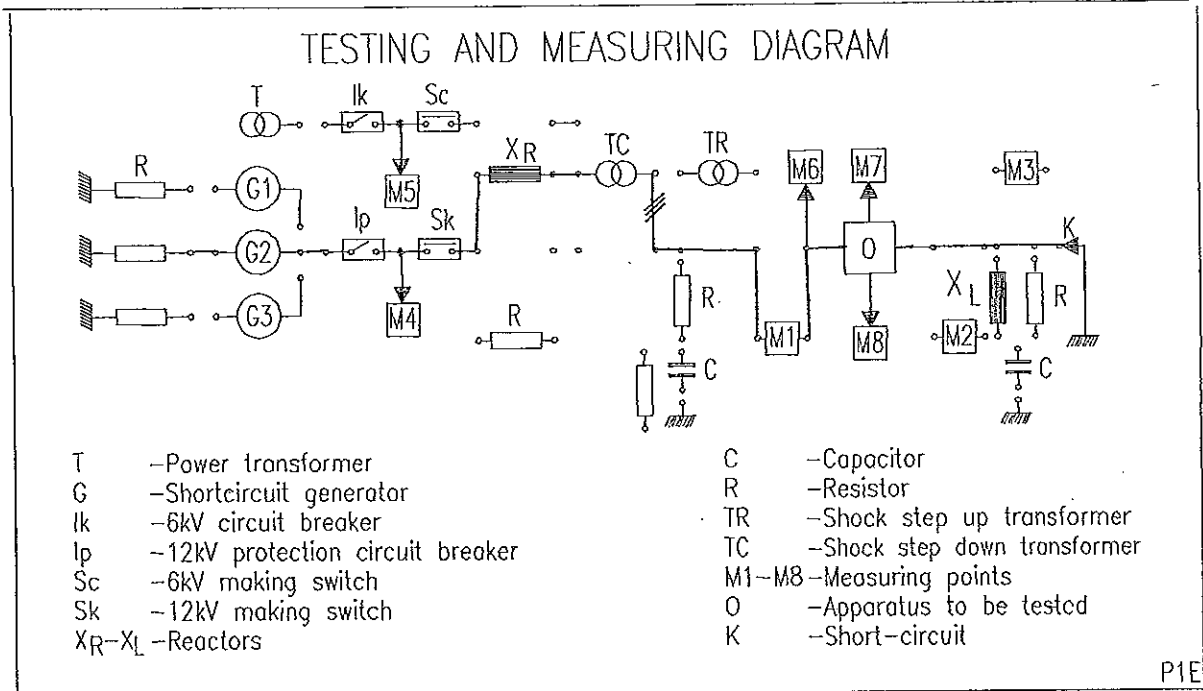 TESTING AND MEASURING DIAGRAM
T Ik Sc
R G1 M5 XR TC TR M6 M7 M3
G2 Ip Sk O K
G3 M4 R R M1 M8 XL M2 R
C C
T -Power transformer
G -Shortcircuit generator
Ik -6kV circuit breaker
Ip -12kV protection circuit breaker
Sc -6kV making switch
Sk -12kV making switch
XR-XL-Reactors
C -Capacitor
R -Resistor
TR -Shock step up transformer
TC -Shock step down transformer
M1-M8-Measuring points
O -Apparatus to be tested
K -Short-circuit
P1E